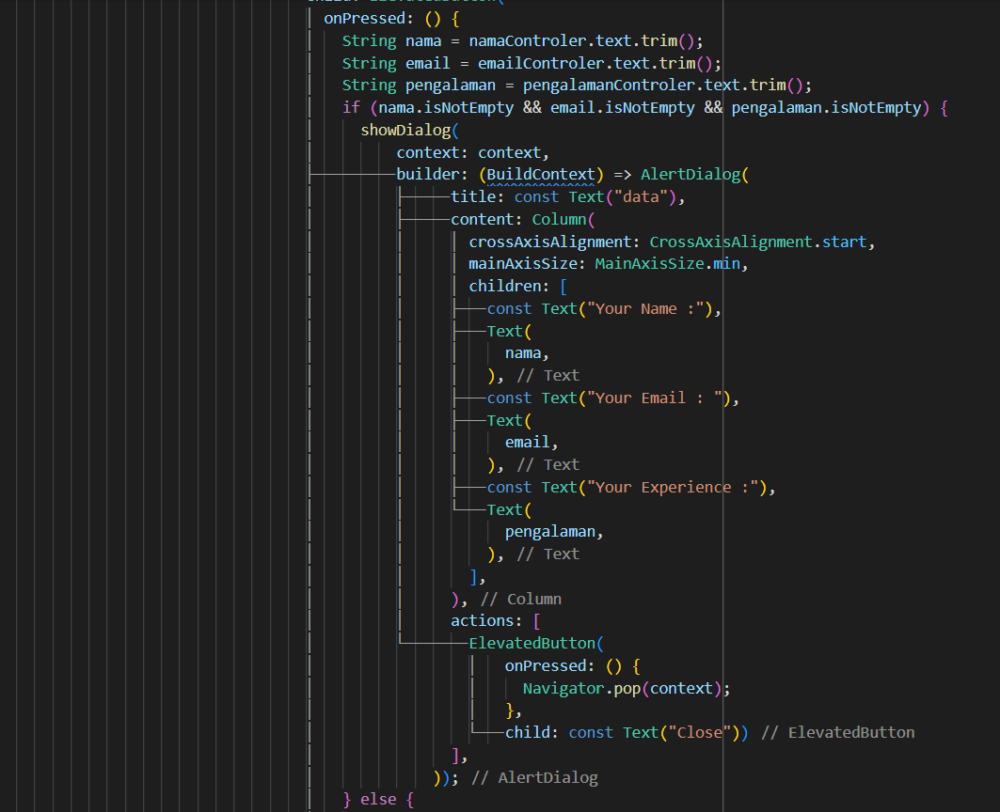 onPressed: () {
String nama = namaControler.text.trim();
String email = emailControler.text.trim();
String pengalaman = pengalamanControler.text.trim();
if (nama.isNotEmpty && email.isNotEmpty && pengalaman.isNotEmpty) {
showDialog(
context: context,
builder: (BuildContext) => AlertDialog(
title: const Text("data"),
content: Column(
crossAxisAlignment: CrossAxisAlignment.start,
mainAxisSize: MainAxisSize.min,
children: [
const Text("Your Name :"),
Text(
nama,
), // Text
const Text("Your Email : "),
Text(
email,
), // Text
const Text("Your Experience :"),
Text(
pengalaman,
), // Text
],
), // Column
actions: [
ElevatedButton(
onPressed: () {
Navigator.pop(context);
},
child: const Text("Close")) // ElevatedButton
],
)); // AlertDialog
} else {